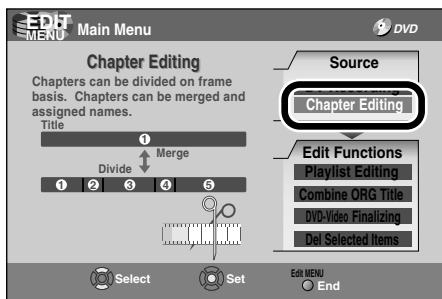 EDIT
MENU
Main Menu
DVD
Chapter Editing
Chapters can be divided on frame
basis. Chapters can be merged and
assigned names.
Title
1
Merge
Divide
1 2 3 4 5
Source
Chapter Editing
Edit Functions
Playlist Editing
Combine ORG Title
DVD-Video Finalizing
Del Selected Items
Select
Set
Edit MENU
End